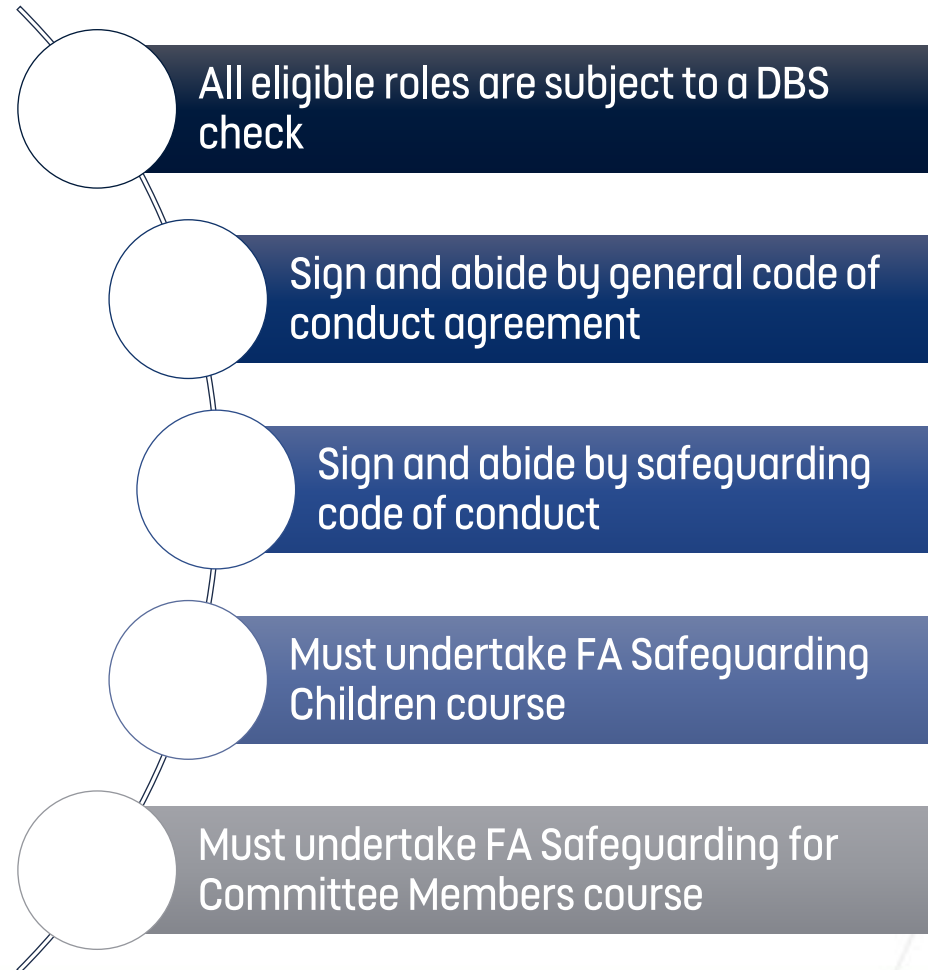 All eligible roles are subject to a DBS
check
Sign and abide by general code of
conduct agreement
Sign and abide by safeguarding
code of conduct
Must undertake FA Safeguarding
Children course
Must undertake FA Safeguarding for
Committee Members course